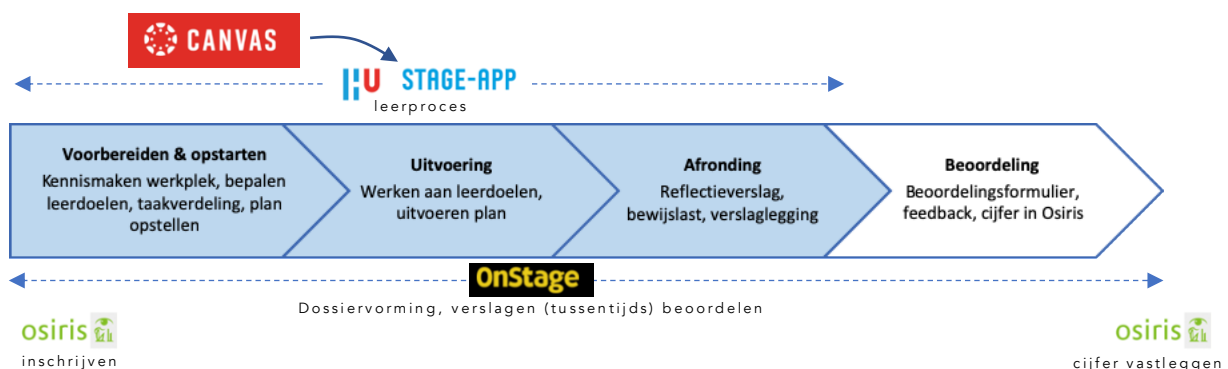 CANVAS
HU STAGE-APP
leerproces
Voorbereiden & opstarten
Kennismaken werkplek, bepalen
leerdoelen, taakverdeling, plan
opstellen
Uitvoering
Werken aan leerdoelen,
uitvoeren plan
Afronding
Reflectieverslag,
bewijslast, verslaglegging
Beoordeling
Beoordelingsformulier,
feedback, cijfer in Osiris
OnStage
Dossiervorming, verslagen (tussentijds) beoordelen
osiris
inschrijven
osiris
cijfer vastleggen